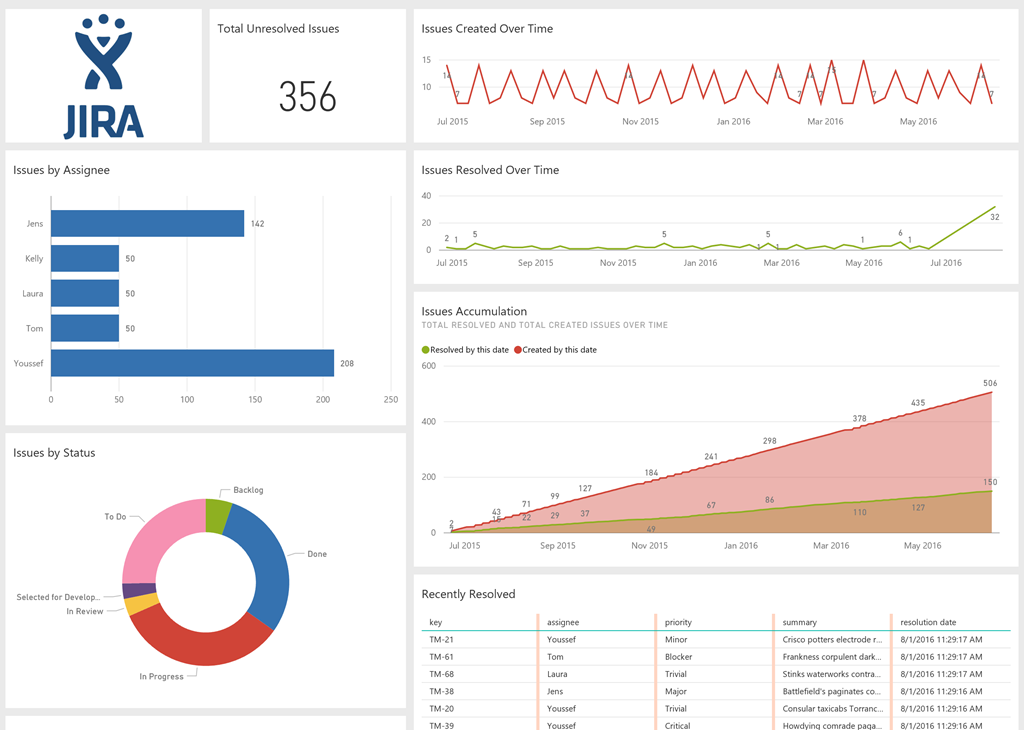 JIRA
Total Unresolved Issues
356
Issues Created Over Time
15
10
14
7
14
14
7
14
7
15
7
14
7
Jul 2015 Sep 2015 Nov 2015 Jan 2016 Mar 2016 May 2016
Issues by Assignee
Jens 142
Kelly 50
Laura 50
Tom 50
Youssef 208
0 50 100 150 200 250
Issues Resolved Over Time
40
20
0
2 1 5 5 1 5 1 1 6 1 32
Jul 2015 Sep 2015 Nov 2015 Jan 2016 Mar 2016 May 2016 Jul 2016
Issues Accumulation
TOTAL RESOLVED AND TOTAL CREATED ISSUES OVER TIME
Resolved by this date Created by this date
600
400
200
0
2 43 71 99 127 184 241 298 378 435 506
22 29 37 49 67 86 110 127 150
Jul 2015 Sep 2015 Nov 2015 Jan 2016 Mar 2016 May 2016
Issues by Status
Backlog
To Do
Done
Selected for Develop...
In Review
In Progress
Recently Resolved
key assignee priority summary resolution date
TM-21 Youssef Minor Crisco potters electrode r... 8/1/2016 11:29:17 AM
TM-61 Tom Blocker Frankness corpulent dark... 8/1/2016 11:29:17 AM
TM-68 Laura Trivial Stinks waterworks contra... 8/1/2016 11:29:17 AM
TM-38 Jens Major Battlefield's paginates co... 8/1/2016 11:29:16 AM
TM-20 Youssef Trivial Consular taxicabs Torranc... 8/1/2016 11:29:16 AM
TM-39 Youssef Critical Howdying comrade paga... 8/1/2016 11:29:16 AM